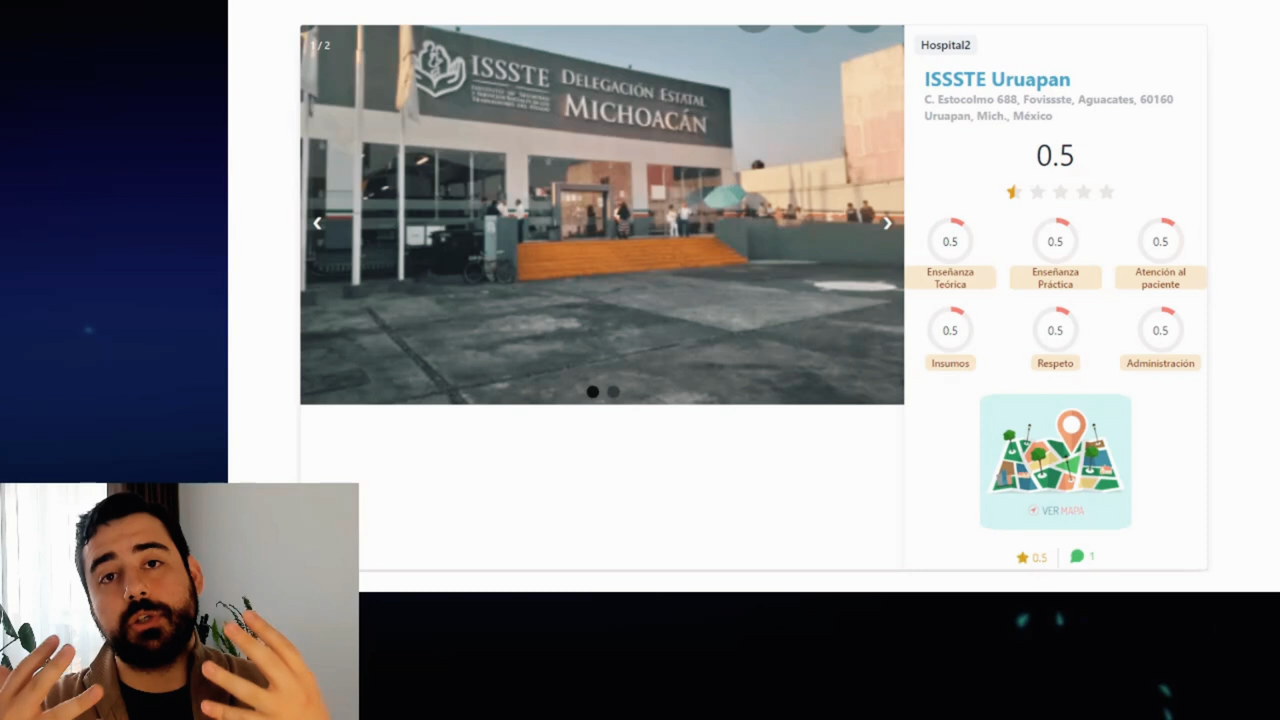 1 / 2
ISSSTE
DELEGACIÓN ESTATAL
MICHOACÁN
Hospital2
ISSSTE Uruapan
C. Estocolmo 688, Fovissste, Aguacates, 60160
Uruapan, Mich., México
0.5
0.5
0.5
0.5
Enseñanza
Teórica
Enseñanza
Práctica
Atención al
paciente
0.5
0.5
0.5
Insumos
Respeto
Administración
VER MAPA
0.5
1